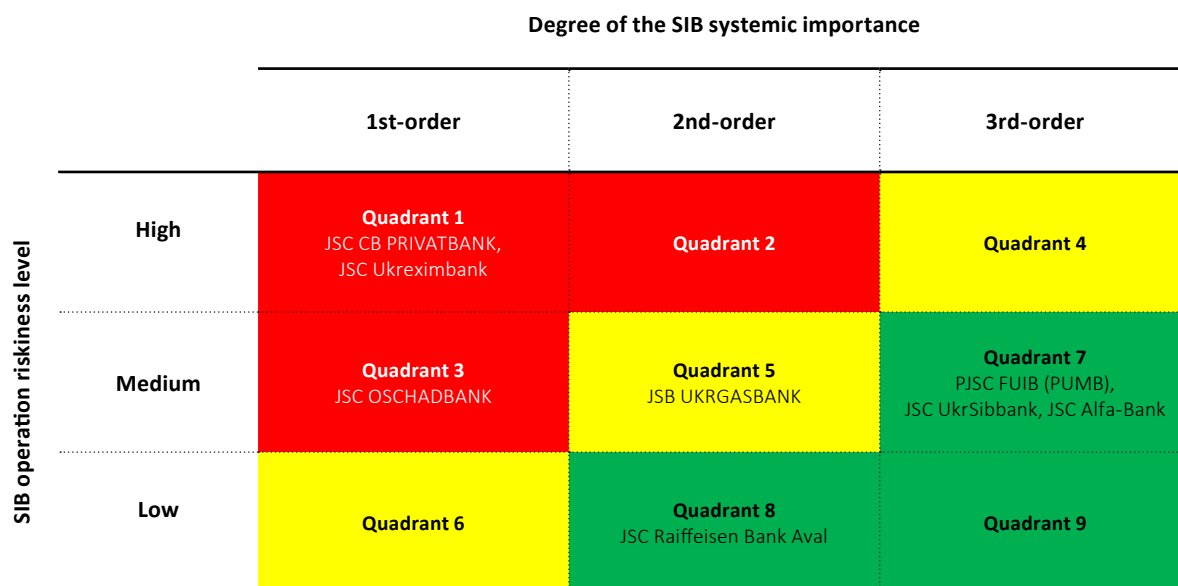 Degree of the SIB systemic importance
1st-order
2nd-order
3rd-order
SIB operation riskiness level
High
Quadrant 1
JSC CB PRIVATBANK,
JSC Ukreximbank
Quadrant 2
Quadrant 4
Medium
Quadrant 3
JSC OSCHADBANK
Quadrant 5
JSB UKRGASBANK
Quadrant 7
PJSC FUIB (PUMB),
JSC UkrSibbank, JSC Alfa-Bank
Low
Quadrant 6
Quadrant 8
JSC Raiffeisen Bank Aval
Quadrant 9